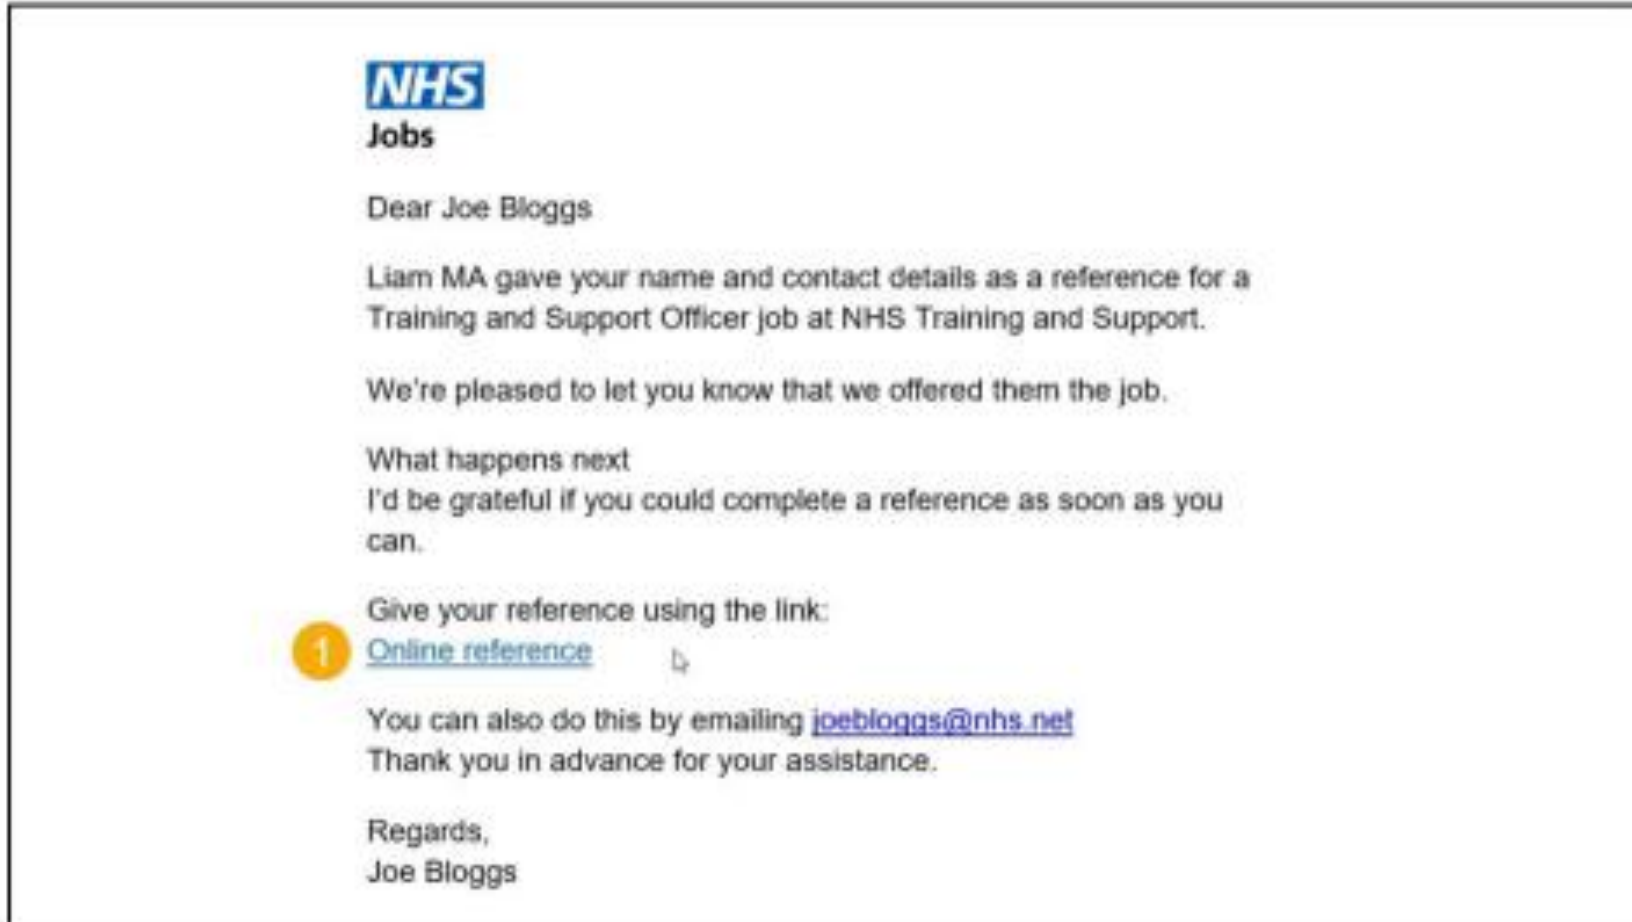 NHS
Jobs
Dear Joe Bloggs
Liam MA gave your name and contact details as a reference for a
Training and Support Officer job at NHS Training and Support.
We're pleased to let you know that we offered them the job.
What happens next
I'd be grateful if you could complete a reference as soon as you
can.
Give your reference using the link:
1 Online reference
You can also do this by emailing joebloggs@nhs.net
Thank you in advance for your assistance.
Regards,
Joe Bloggs